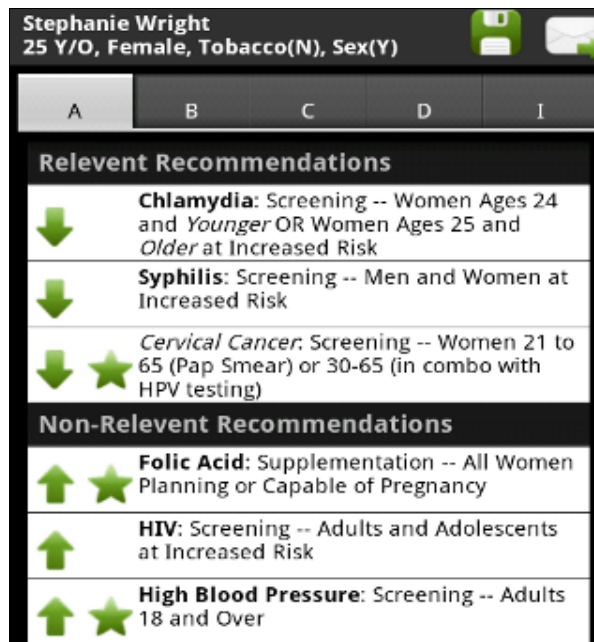 Stephanie Wright
25 Y/O, Female, Tobacco(N), Sex(Y)
A B C D I
Relevent Recommendations
Chlamydia: Screening -- Women Ages 24
and Younger OR Women Ages 25 and
Older at Increased Risk
Syphilis: Screening -- Men and Women at
Increased Risk
Cervical Cancer: Screening -- Women 21 to
65 (Pap Smear) or 30-65 (in combo with
HPV testing)
Non-Relevent Recommendations
Folic Acid: Supplementation -- All Women
Planning or Capable of Pregnancy
HIV: Screening -- Adults and Adolescents
at Increased Risk
High Blood Pressure: Screening -- Adults
18 and Over